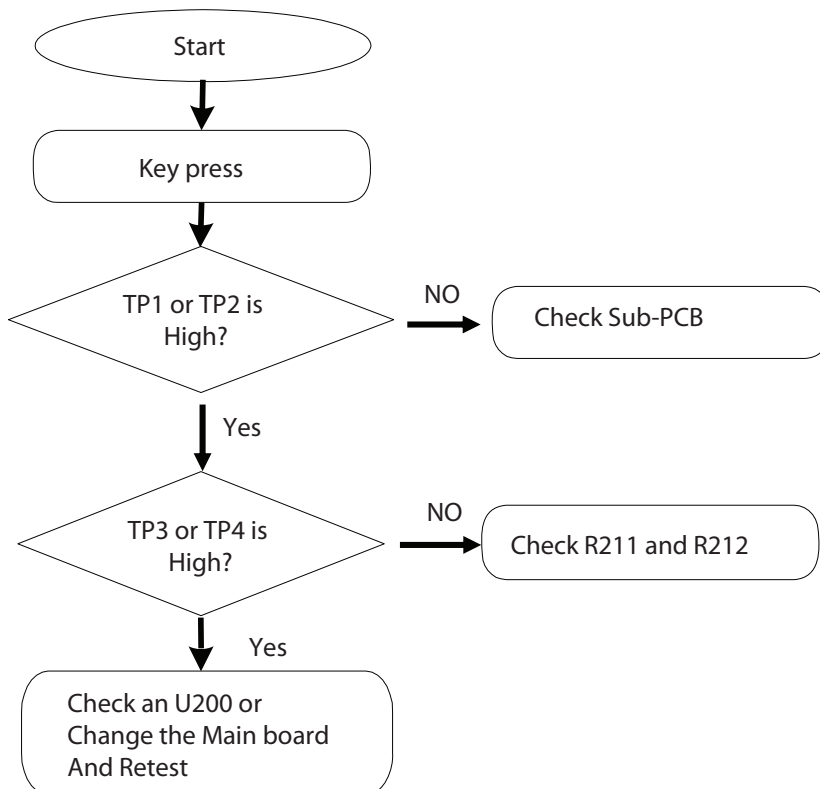 Start
Key press
TP1 or TP2 is
High?
NO
Check Sub-PCB
Yes
TP3 or TP4 is
High?
NO
Check R211 and R212
Yes
Check an U200 or
Change the Main board
And Retest